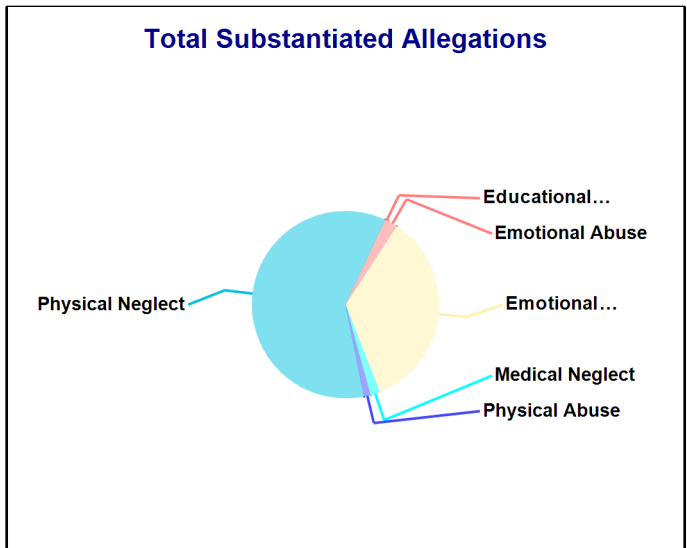 Total Substantiated Allegations
Educational…
Emotional Abuse
Physical Neglect
Emotional…
Medical Neglect
Physical Abuse